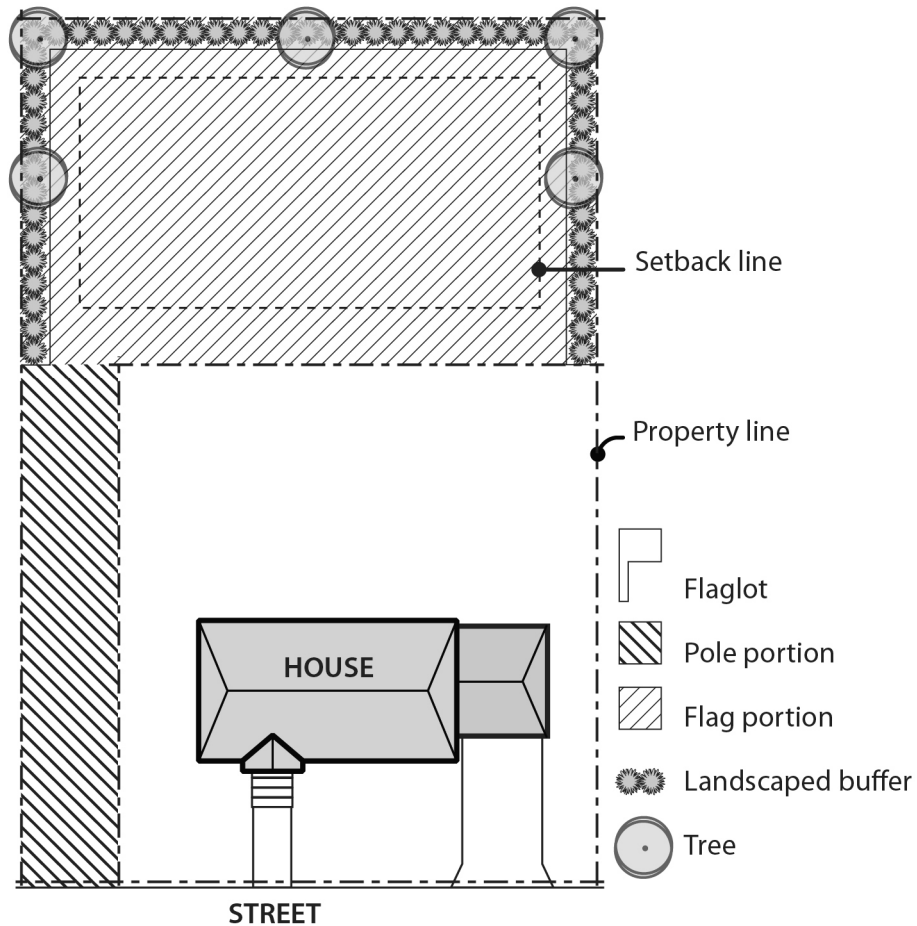 Setback line
Property line
HOUSE
Flaglot
Pole portion
Flag portion
Landscaped buffer
Tree
STREET